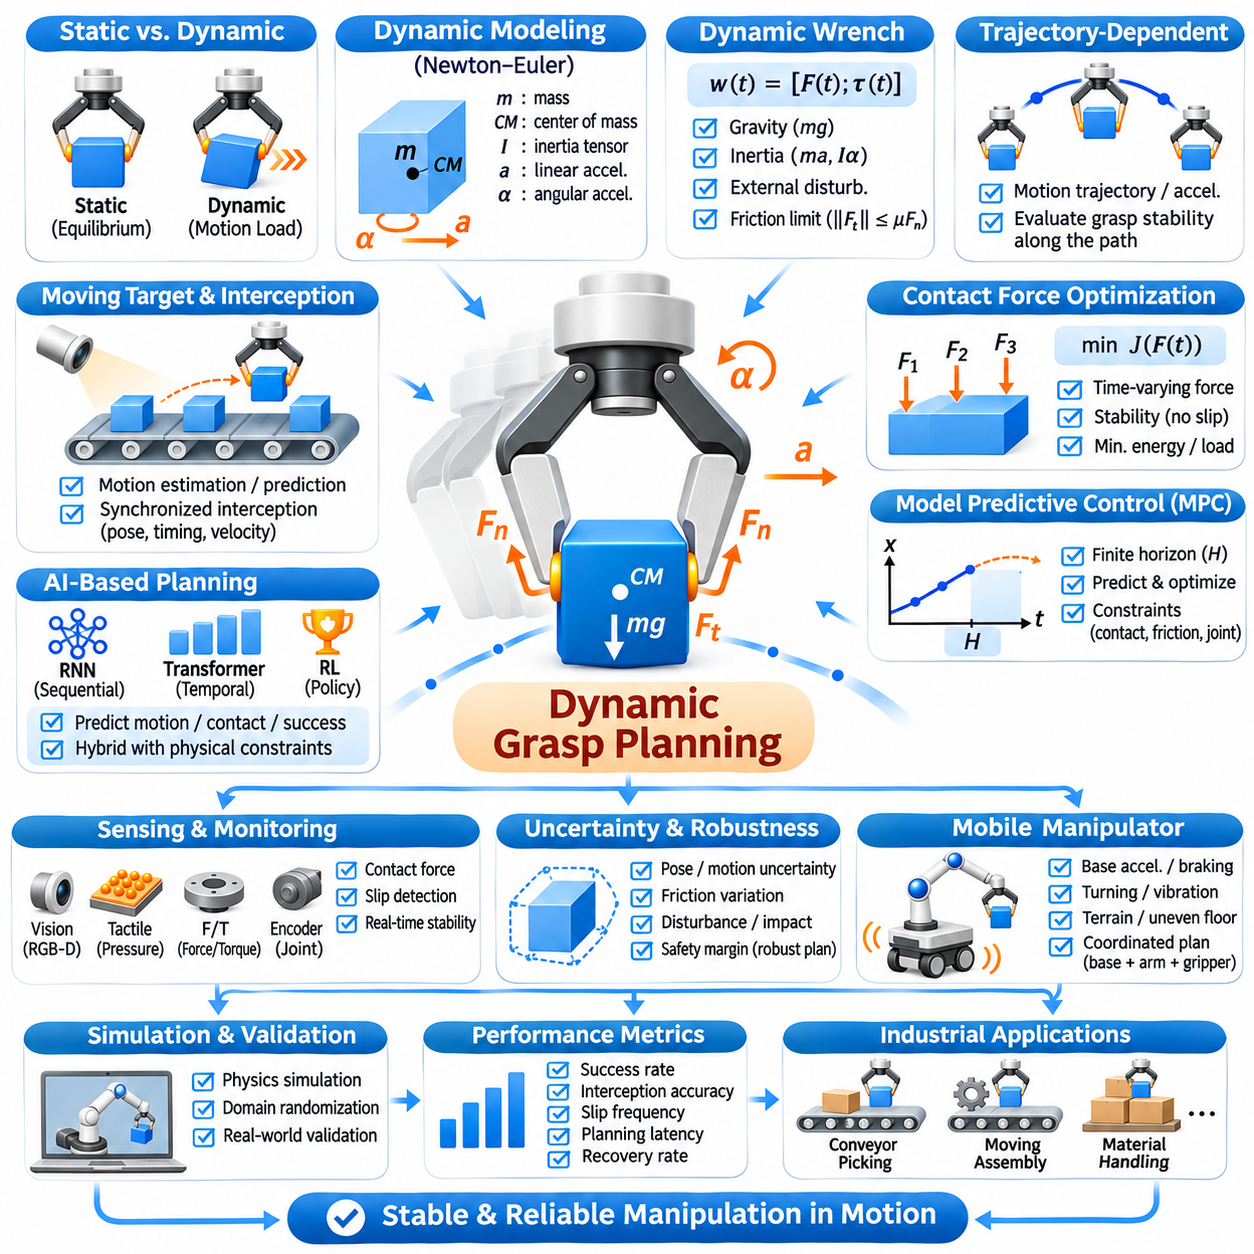 Static vs. Dynamic
Static
(Equilibrium)
Dynamic
(Motion Load)
Dynamic Modeling
(Newton–Euler)
m : mass
CM : center of mass
I : inertia tensor
a : linear accel.
α : angular accel.
m
CM
α
a
Dynamic Wrench
w(t) = [F(t); τ(t)]
Gravity (mg)
Inertia (ma, Iα)
External disturb.
Friction limit (||Fₜ|| ≤ μFₙ)
Trajectory-Dependent
Motion trajectory / accel.
Evaluate grasp stability
along the path
Moving Target & Interception
Motion estimation / prediction
Synchronized interception
(pose, timing, velocity)
α
a
Fₙ
Fₙ
CM
mg
Fₜ
Contact Force Optimization
F₁
F₂
F₃
min J(F(t))
Time-varying force
Stability (no slip)
Min. energy / load
Model Predictive Control (MPC)
x
t
H
Finite horizon (H)
Predict & optimize
Constraints
(contact, friction, joint)
AI-Based Planning
RNN
(Sequential)
Transformer
(Temporal)
RL
(Policy)
Predict motion / contact / success
Hybrid with physical constraints
Dynamic
Grasp Planning
Sensing & Monitoring
Vision
(RGB-D)
Tactile
(Pressure)
F/T
(Force/Torque)
Encoder
(Joint)
Contact force
Slip detection
Real-time stability
Uncertainty & Robustness
Pose / motion uncertainty
Friction variation
Disturbance / impact
Safety margin (robust plan)
Mobile Manipulator
Base accel. / braking
Turning / vibration
Terrain / uneven floor
Coordinated plan
(base + arm + gripper)
Simulation & Validation
Physics simulation
Domain randomization
Real-world validation
Performance Metrics
Success rate
Interception accuracy
Slip frequency
Planning latency
Recovery rate
Industrial Applications
Conveyor
Picking
Moving
Assembly
Material
Handling
...
Stable & Reliable Manipulation in Motion